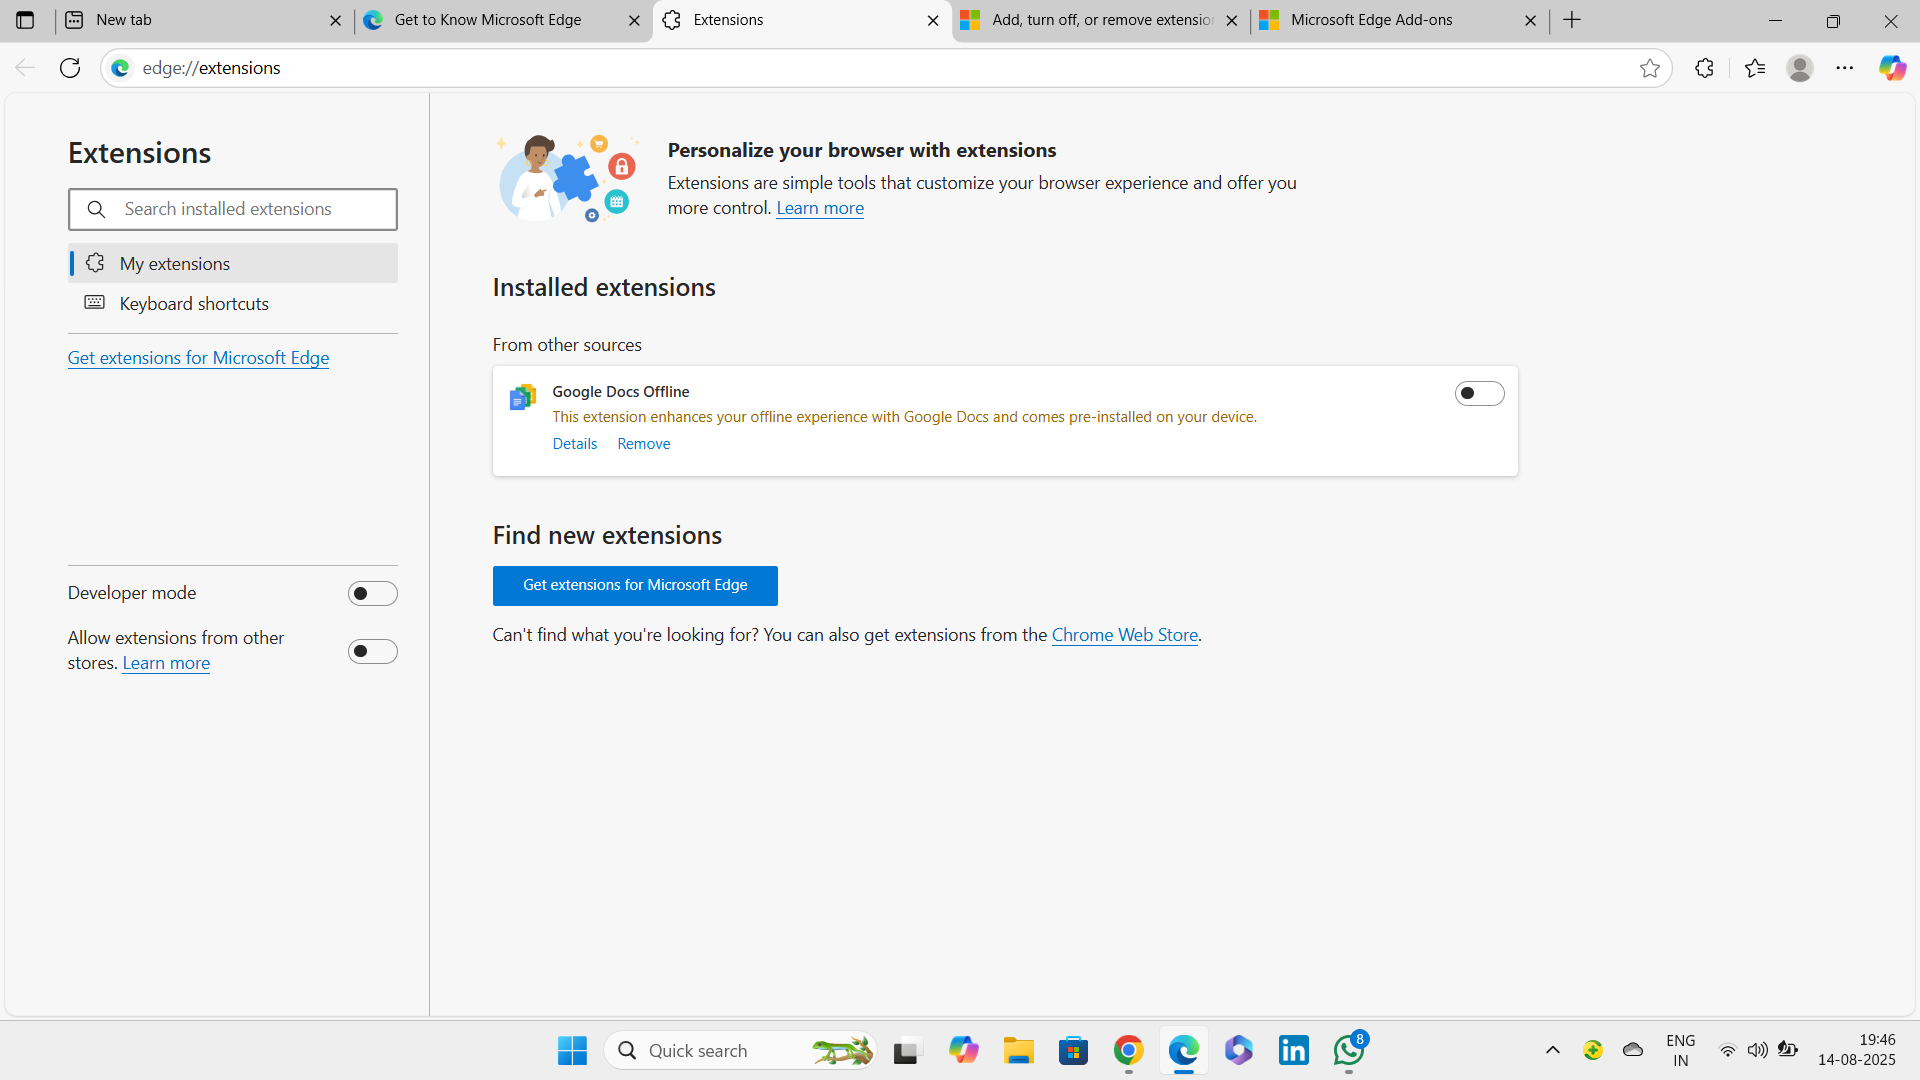 New tab
Get to Know Microsoft Edge
Extensions
Add, turn off, or remove extension
Microsoft Edge Add-ons
edge://extensions
Extensions
Search installed extensions
My extensions
Keyboard shortcuts
Get extensions for Microsoft Edge
Developer mode
Allow extensions from other
stores. Learn more
Personalize your browser with extensions
Extensions are simple tools that customize your browser experience and offer you
more control. Learn more
Installed extensions
From other sources
Google Docs Offline
This extension enhances your offline experience with Google Docs and comes pre-installed on your device.
Details Remove
Find new extensions
Get extensions for Microsoft Edge
Can't find what you're looking for? You can also get extensions from the Chrome Web Store.
Quick search
in
8
ENG
IN
19:46
14-08-2025